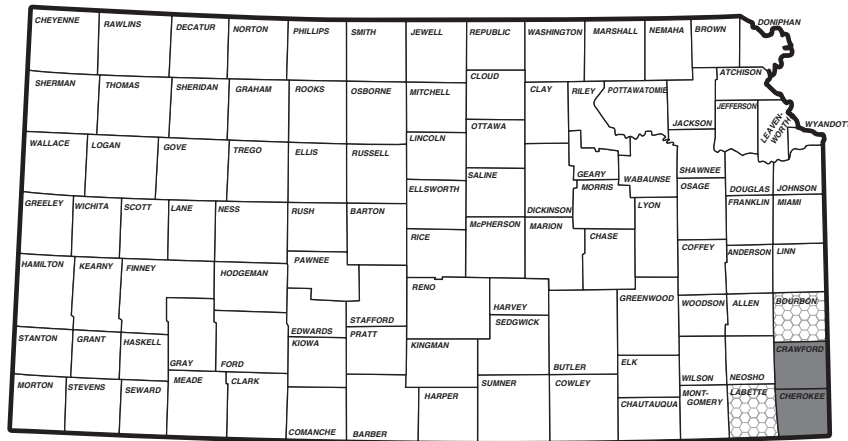 CHEYENNE
RAWLINS
DECATUR
NORTON
PHILLIPS
SMITH
JEWELL
REPUBLIC
WASHINGTON
MARSHALL
NEMAHA
BROWN
DONIPHAN
CLOUD
ATCHISON
SHERMAN
THOMAS
SHERIDAN
GRAHAM
ROOKS
OSBORNE
MITCHELL
CLAY
RILEY
POTTAWATOMIE
JACKSON
JEFFERSON
LEAVEN-
WORTH
WYANDOTT
OTTAWA
LINCOLN
WALLACE
LOGAN
GOVE
TREGO
ELLIS
RUSSELL
SALINE
GEARY
WABAUNSE
SHAWNEE
ELLSWORTH
MORRIS
OSAGE
DOUGLAS
JOHNSON
GREELEY
WICHITA
SCOTT
LANE
NESS
RUSH
BARTON
DICKINSON
LYON
FRANKLIN
MIAMI
McPHERSON
MARION
RICE
CHASE
COFFEY
ANDERSON
LINN
HAMILTON
KEARNY
FINNEY
HODGEMAN
PAWNEE
RENO
HARVEY
GREENWOOD
WOODSON
ALLEN
BOURBON
STAFFORD
SEDGWICK
EDWARDS
PRATT
STANTON
GRANT
HASKELL
GRAY
FORD
KIOWA
KINGMAN
BUTLER
ELK
WILSON
NEOSHO
CRAWFORD
MORTON
STEVENS
SEWARD
MEADE
CLARK
COMANCHE
BARBER
HARPER
SUMNER
COWLEY
CHAUTAUQUA
MONT-
GOMERY
LABETTE
CHEROKEE